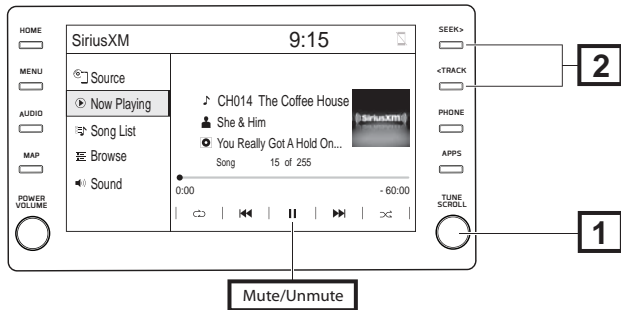 HOME
MENU
AUDIO
MAP
POWER
VOLUME
SiriusXM
9:15
Source
Now Playing
Song List
Browse
Sound
CH014 The Coffee House
She & Him
You Really Got A Hold On...
Song 15 of 255
((SiriusXM))
0:00
- 60:00
SEEK>
<TRACK
PHONE
APPS
TUNE
SCROLL
2
1
Mute/Unmute